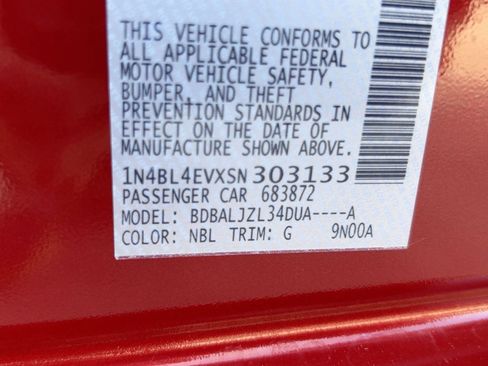 THIS VEHICLE CONFORMS TO
ALL APPLICABLE FEDERAL
MOTOR VEHICLE SAFETY,
BUMPER, AND THEFT
PREVENTION STANDARDS IN
EFFECT ON THE DATE OF
MANUFACTURE SHOWN ABOVE.
1N4BL4EVXSN303133
PASSENGER CAR 683872
MODEL: BDBALJZL34DUA----A
COLOR: NBL TRIM: G 9N00A